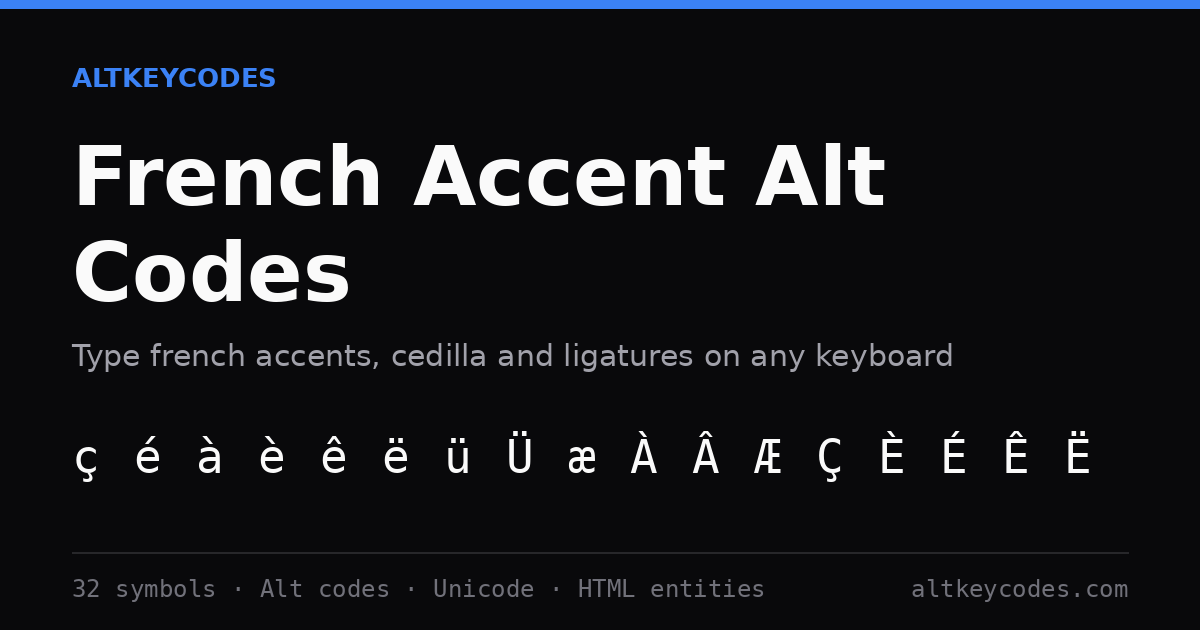 ALTKEYCODES
French Accent Alt
Codes
Type french accents, cedilla and ligatures on any keyboard
ç é à è ê ë ü Ü æ À Â Æ Ç È É Ê Ë
32 symbols · Alt codes · Unicode · HTML entities altkeycodes.com